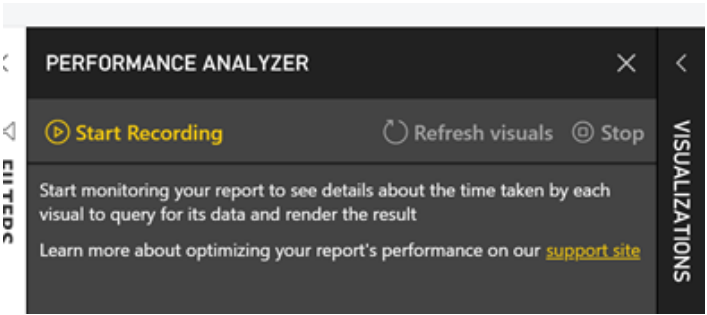 PERFORMANCE ANALYZER
Start Recording
Refresh visuals
Stop
Start monitoring your report to see details about the time taken by each
visual to query for its data and render the result
Learn more about optimizing your report's performance on our support site
FILTERS
VISUALIZATIONS